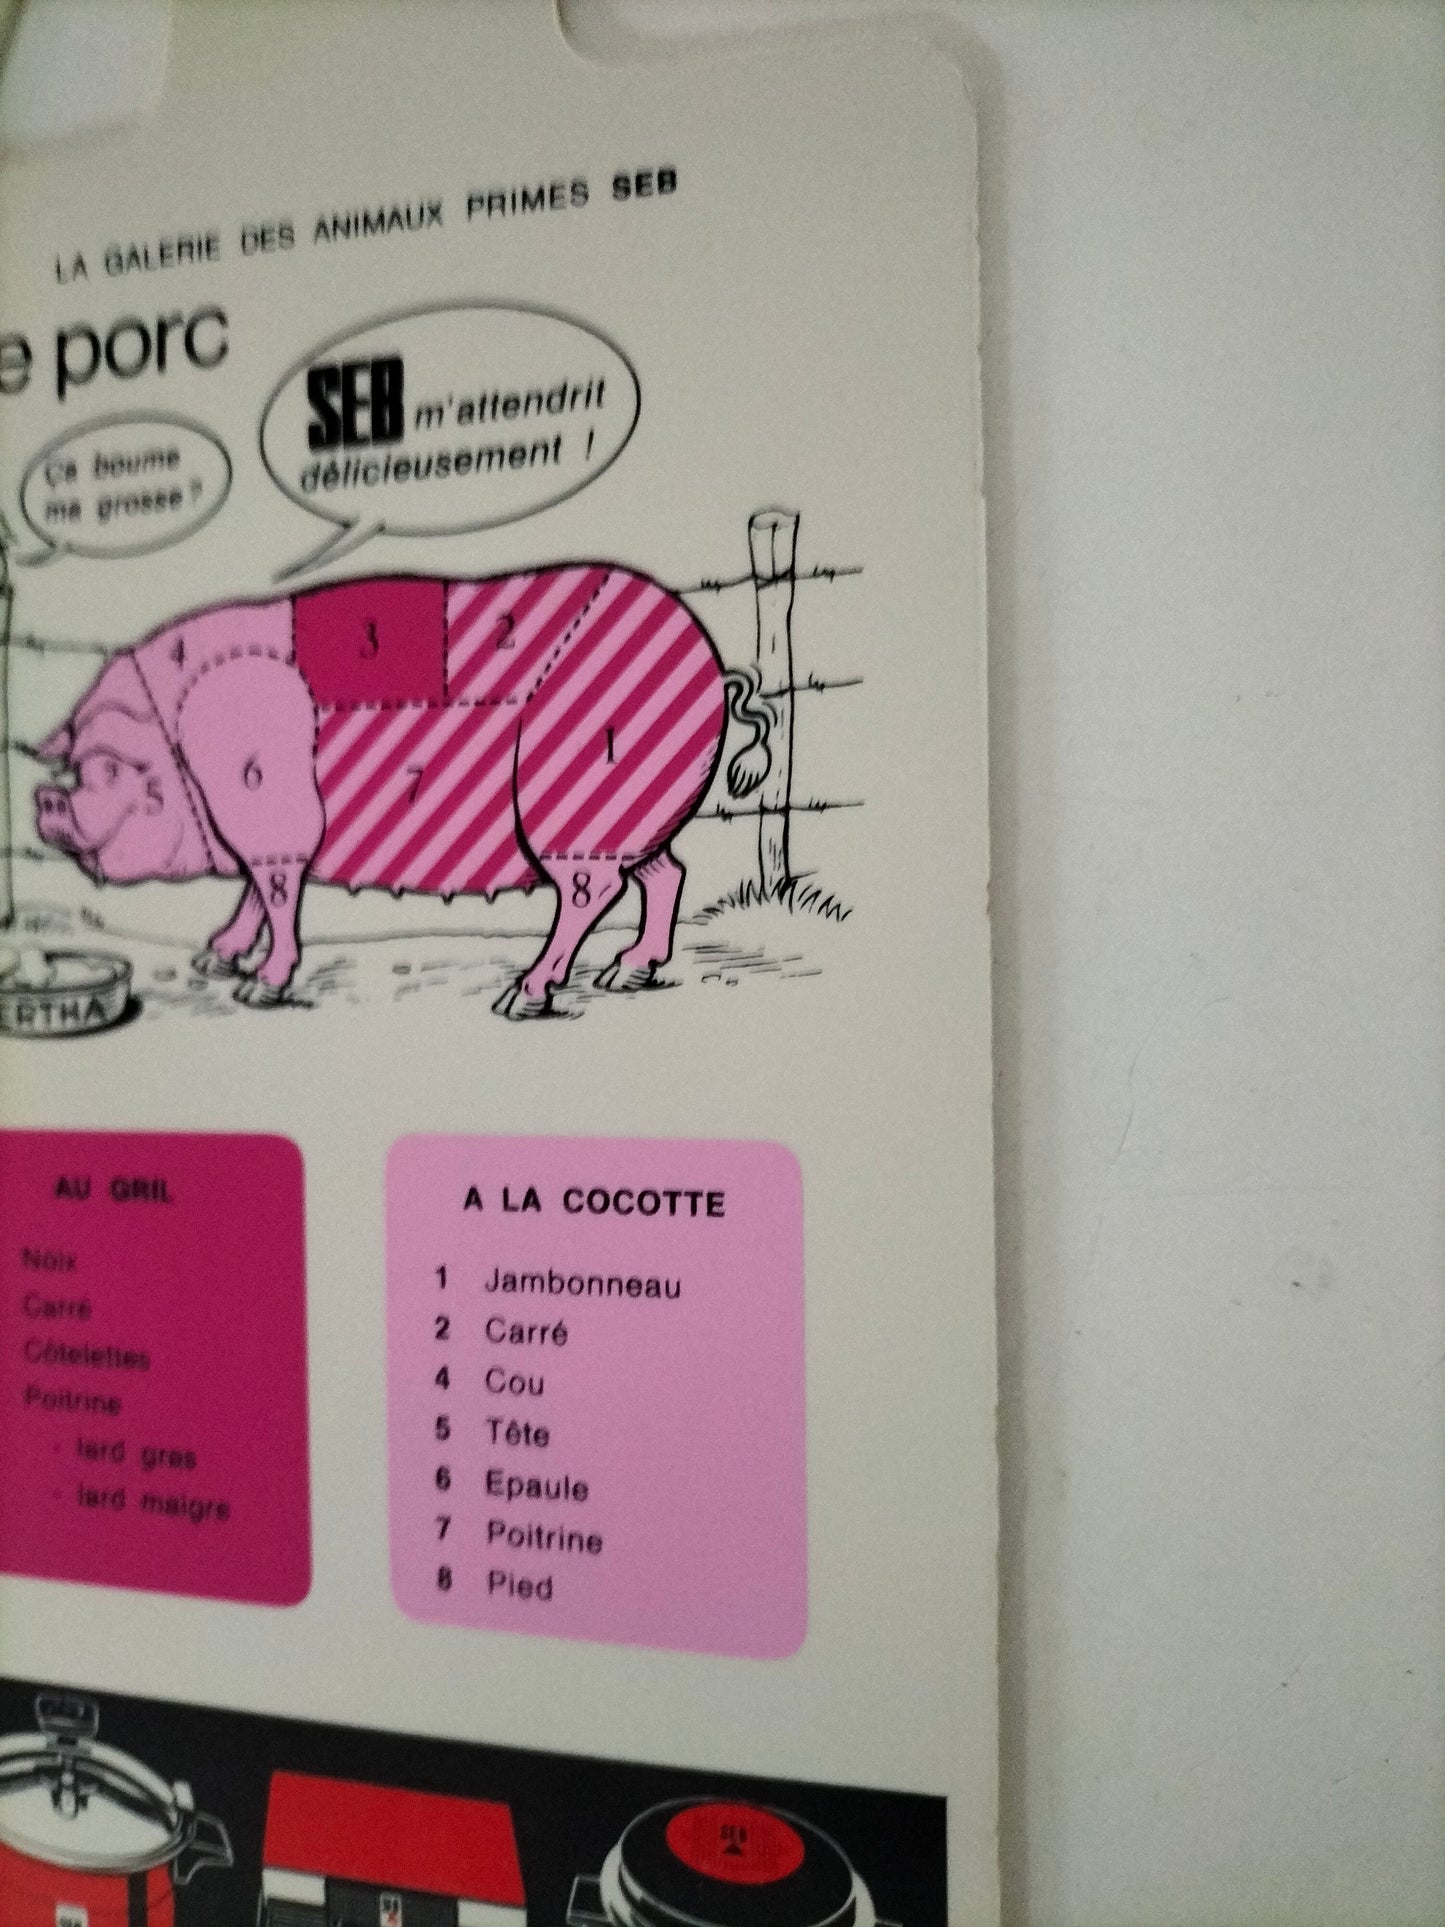 LA GALERIE DES ANIMAUX PRIMES SEB
e porc
SEB m'attendrit
délicieusement !
Ça boume
ma grosse ?
4
3
2
1
5
6
7
8
8
ERTHA
AU GRIL
Noix
Carré
Côtelettes
Poitrine
- lard gras
- lard maigre
A LA COCOTTE
1 Jambonneau
2 Carré
4 Cou
5 Tête
6 Epaule
7 Poitrine
8 Pied
SEB